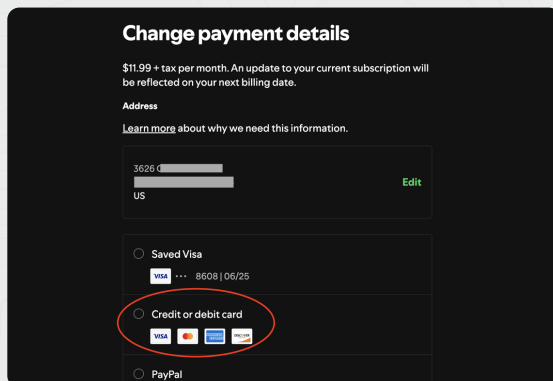 Change payment details
$11.99 + tax per month. An update to your current subscription will
be reflected on your next billing date.
Address
Learn more about why we need this information.
3626
Edit
US
Saved Visa
VISA ··· 8608 | 06/25
Credit or debit card
VISA DISCOVER
PayPal